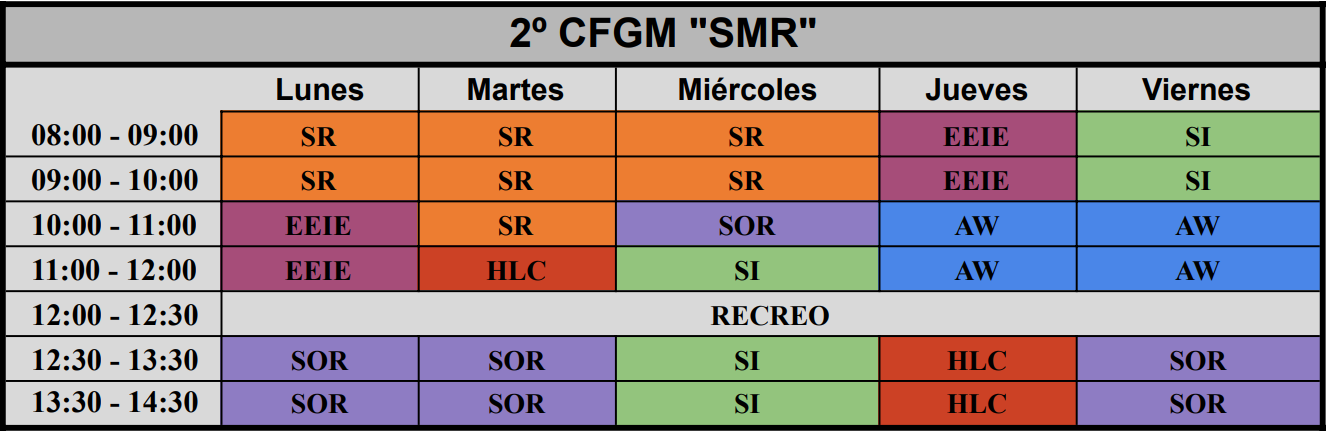 2º CFGM "SMR"
Lunes Martes Miércoles Jueves Viernes
08:00 - 09:00 SR SR SR EEIE SI
09:00 - 10:00 SR SR SR EEIE SI
10:00 - 11:00 EEIE SR SOR AW AW
11:00 - 12:00 EEIE HLC SI AW AW
12:00 - 12:30 RECREO
12:30 - 13:30 SOR SOR SI HLC SOR
13:30 - 14:30 SOR SOR SI HLC SOR